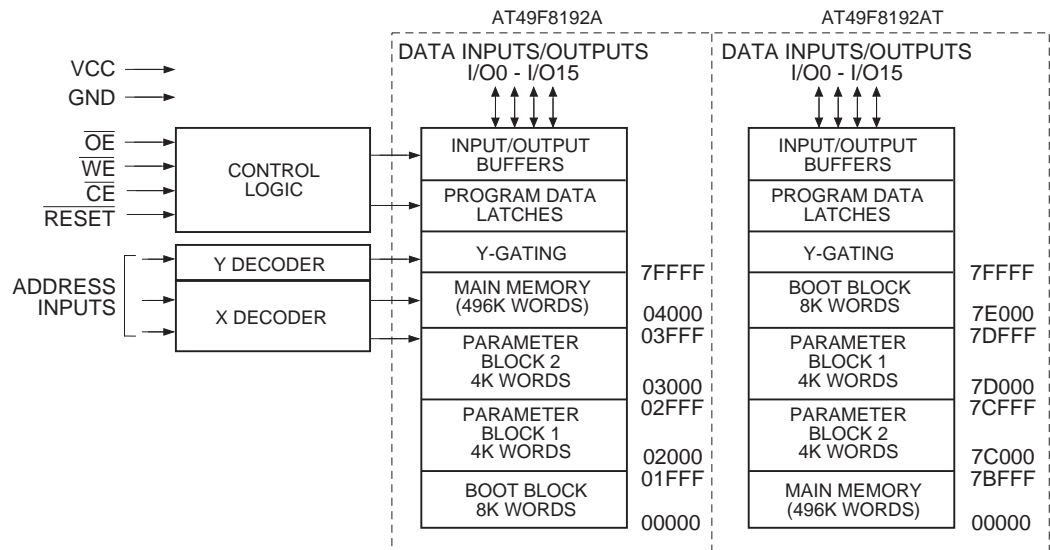 AT49F8192A
AT49F8192AT
DATA INPUTS/OUTPUTS
I/O0 - I/O15
DATA INPUTS/OUTPUTS
I/O0 - I/O15
VCC
GND
OE
WE
CE
RESET
ADDRESS
INPUTS
CONTROL
LOGIC
Y DECODER
X DECODER
INPUT/OUTPUT
BUFFERS
PROGRAM DATA
LATCHES
Y-GATING
MAIN MEMORY
(496K WORDS)
PARAMETER
BLOCK 2
4K WORDS
PARAMETER
BLOCK 1
4K WORDS
BOOT BLOCK
8K WORDS
7FFFF
04000
03FFF
03000
02FFF
02000
01FFF
00000
INPUT/OUTPUT
BUFFERS
PROGRAM DATA
LATCHES
Y-GATING
BOOT BLOCK
8K WORDS
PARAMETER
BLOCK 1
4K WORDS
PARAMETER
BLOCK 2
4K WORDS
MAIN MEMORY
(496K WORDS)
7FFFF
7E000
7DFFF
7D000
7CFFF
7C000
7BFFF
00000